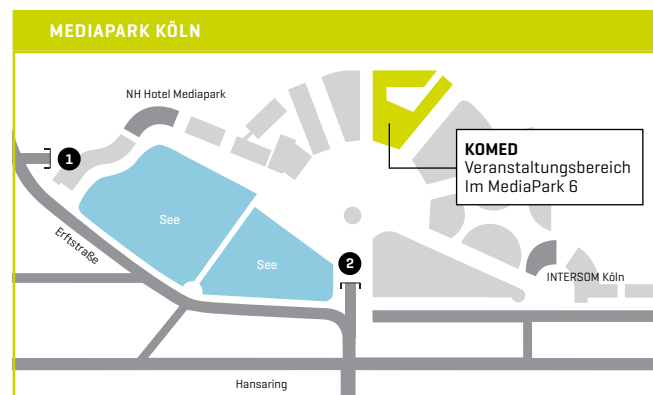 MEDIAPARK KÖLN
NH Hotel Mediapark
1
KOMED
Veranstaltungsbereich
Im MediaPark 6
See
Erftstraße
See
2
INTERSOM Köln
Hansaring